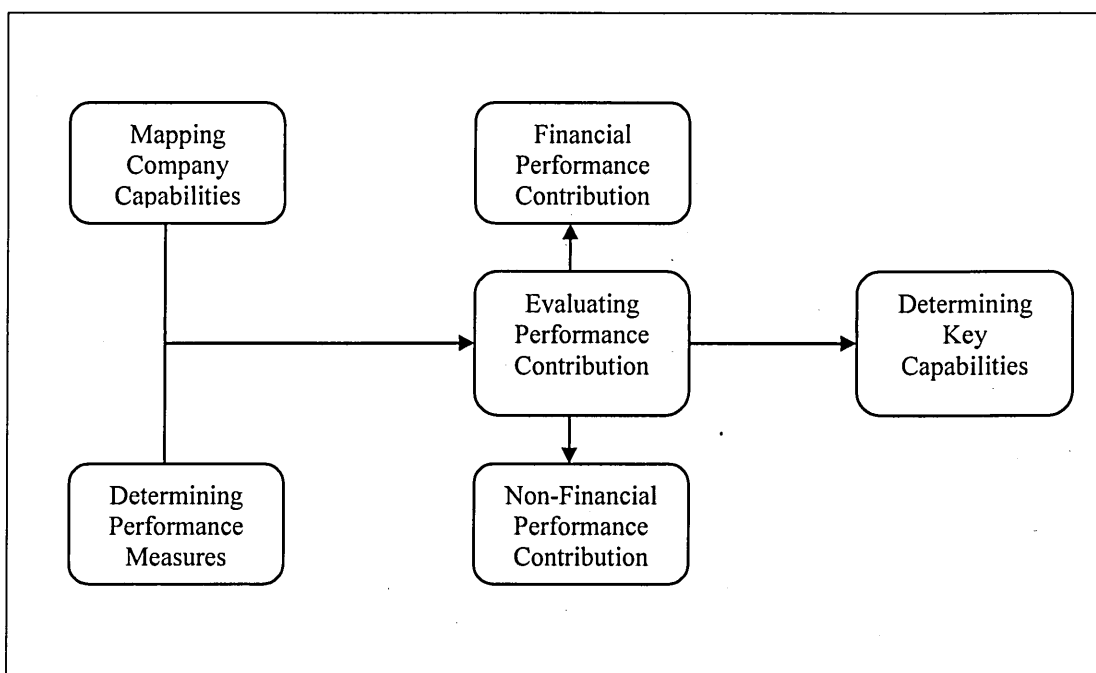 Mapping
Company
Capabilities
Financial
Performance
Contribution
Evaluating
Performance
Contribution
Determining
Key
Capabilities
Determining
Performance
Measures
Non-Financial
Performance
Contribution